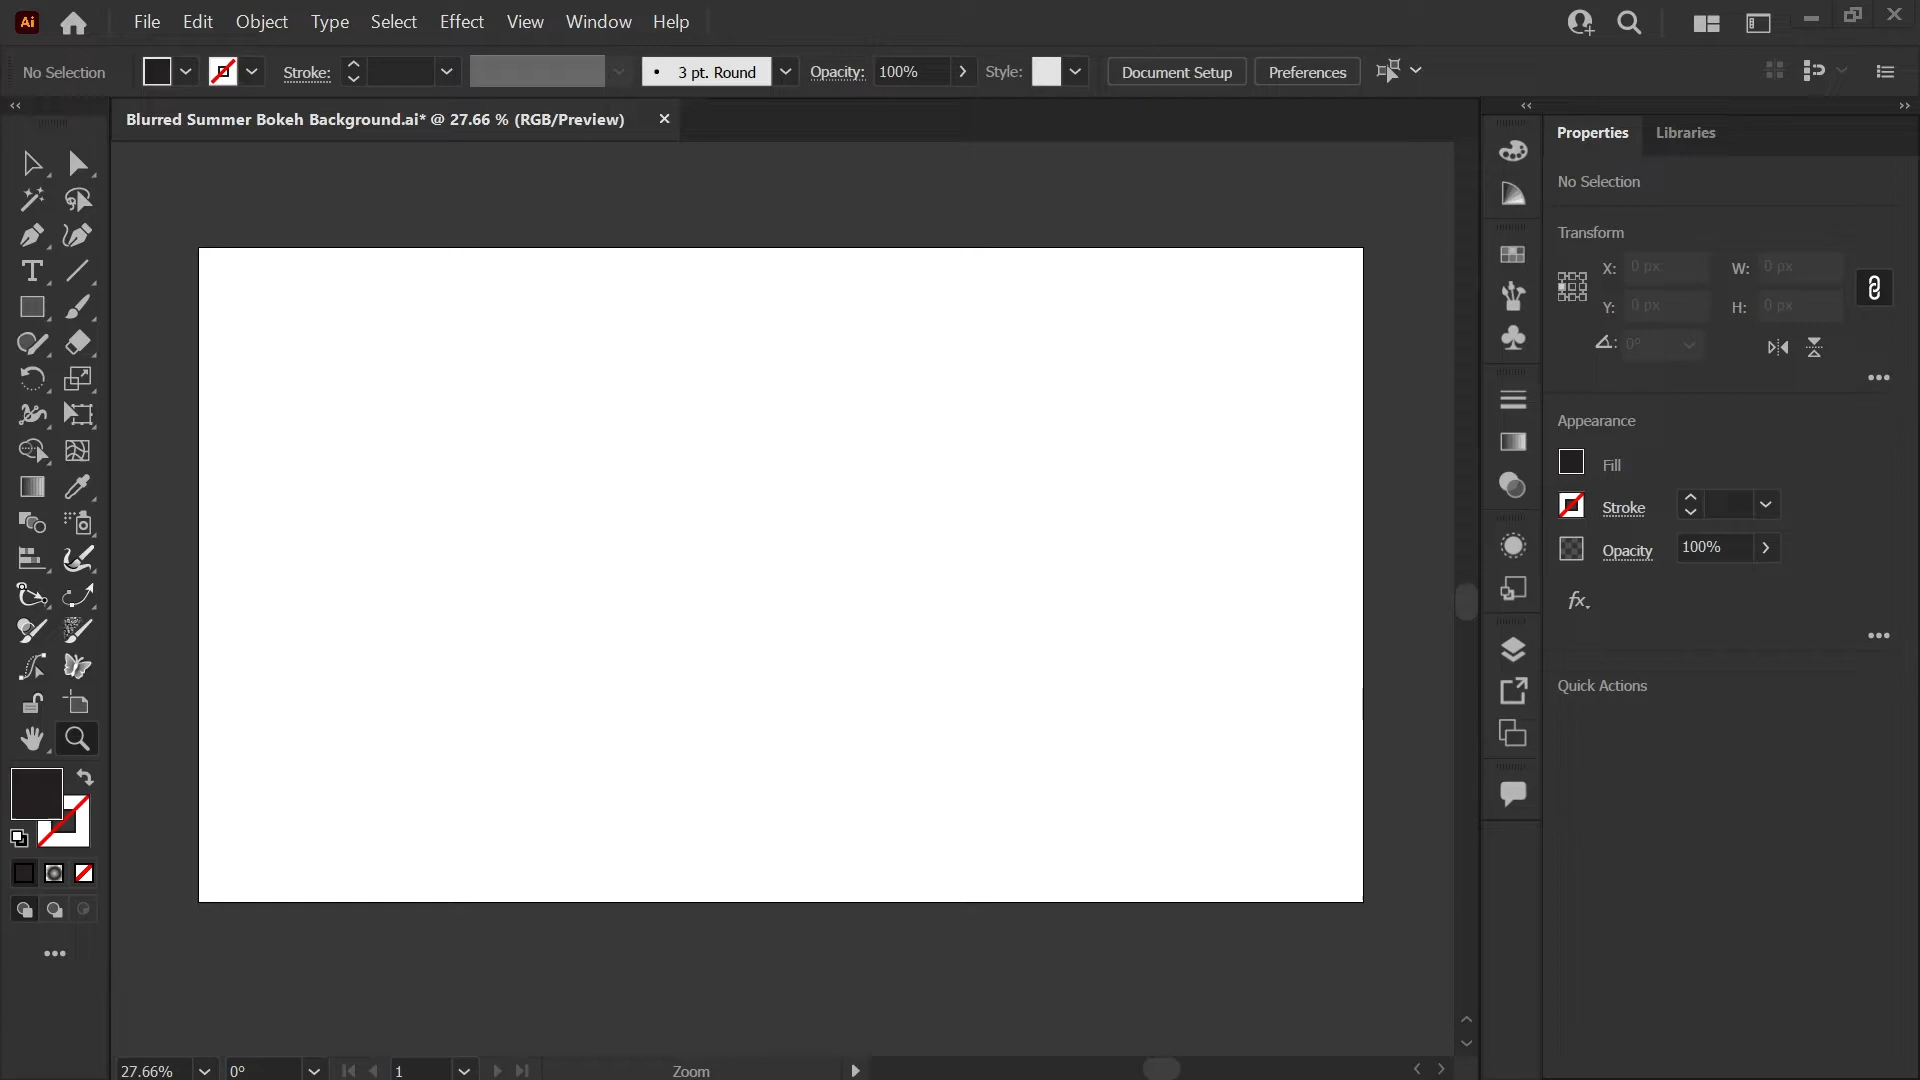 Ai File Edit Object Type Select Effect View Window Help
No Selection Stroke: 3 pt. Round Opacity: 100% Style: Document Setup Preferences
Blurred Summer Bokeh Background.ai* @ 27.66 % (RGB/Preview)
Properties Libraries
No Selection
Transform
X: 0 px W: 0 px
Y: 0 px H: 0 px
0°
Appearance
Fill
Stroke
Opacity 100%
fx
Quick Actions
27.66% 0° 1 Zoom